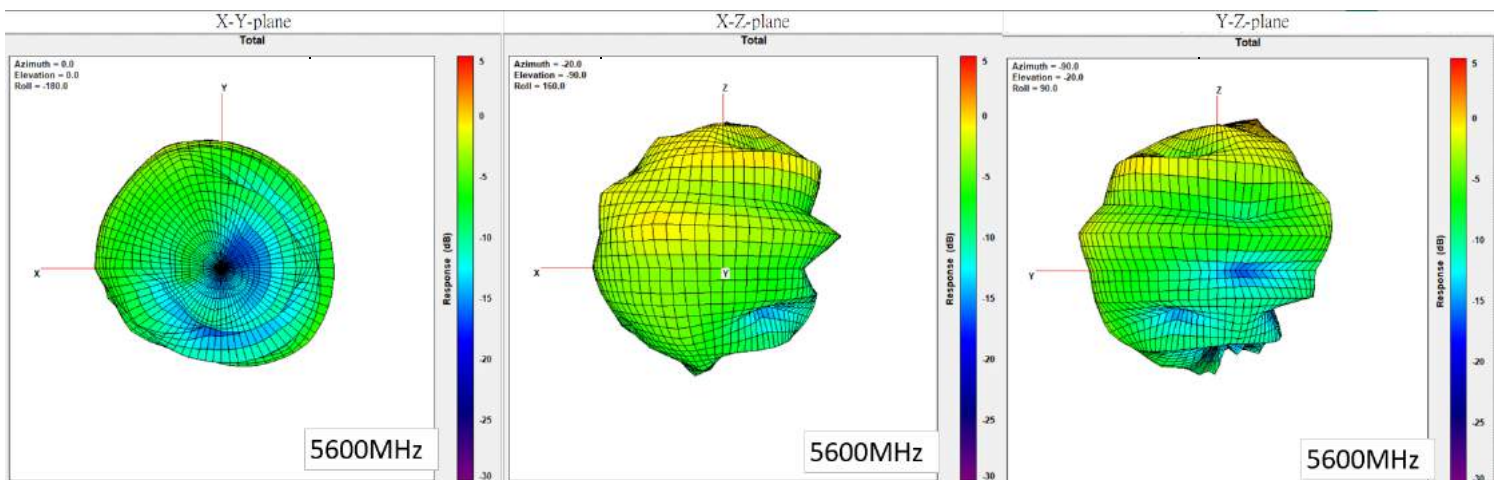 X-Y-plane
Total
Azimuth = 0.0
Elevation = 0.0
Roll = -180.0
Y
X
5
0
-5
-10
-15
-20
-25
-30
Response (dB)
5600MHz
X-Z-plane
Total
Azimuth = -20.0
Elevation = -90.0
Roll = 160.0
Z
X
Y
5
0
-5
-10
-15
-20
-25
-30
Response (dB)
5600MHz
Y-Z-plane
Total
Azimuth = -90.0
Elevation = -20.0
Roll = 90.0
Z
Y
5
0
-5
-10
-15
-20
-25
-30
Response (dB)
5600MHz